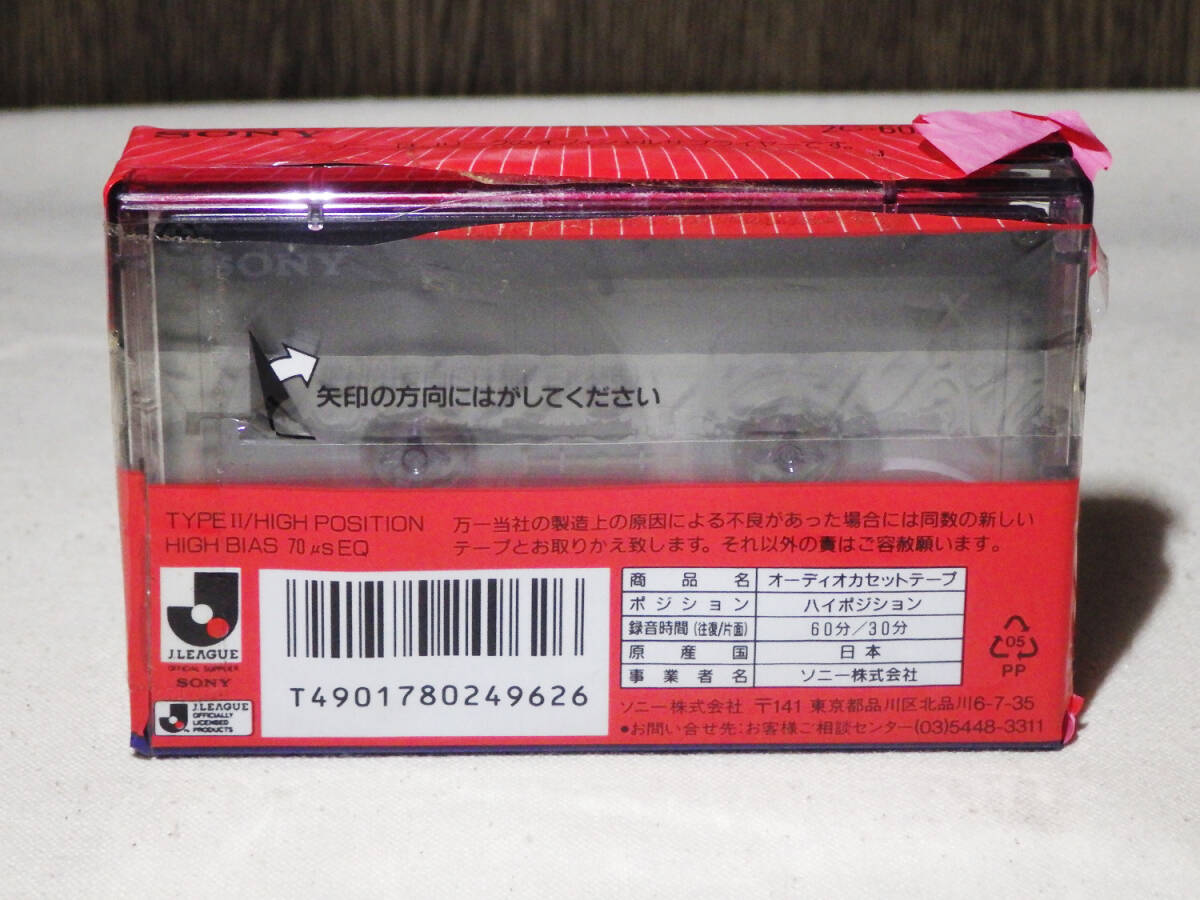 SONY
SONY
X
矢印の方向にはがしてください
TYPE II/HIGH POSITION
HIGH BIAS 70 μs EQ
万一当社の製造上の原因による不良があった場合には同数の新しい
テープとお取りかえ致します。それ以外の責はご容赦願います。
J.LEAGUE
OFFICIAL SUPPLIER
SONY
J.LEAGUE
OFFICIALLY
LICENSED
PRODUCTS
T4901780249626
商品名 オーディオカセットテープ
ポジション ハイポジション
録音時間(往復/片面) 60分/30分
原産国 日本
事業者名 ソニー株式会社
05
PP
ソニー株式会社 〒141 東京都品川区北品川6-7-35
●お問い合せ先:お客様ご相談センター(03)5448-3311